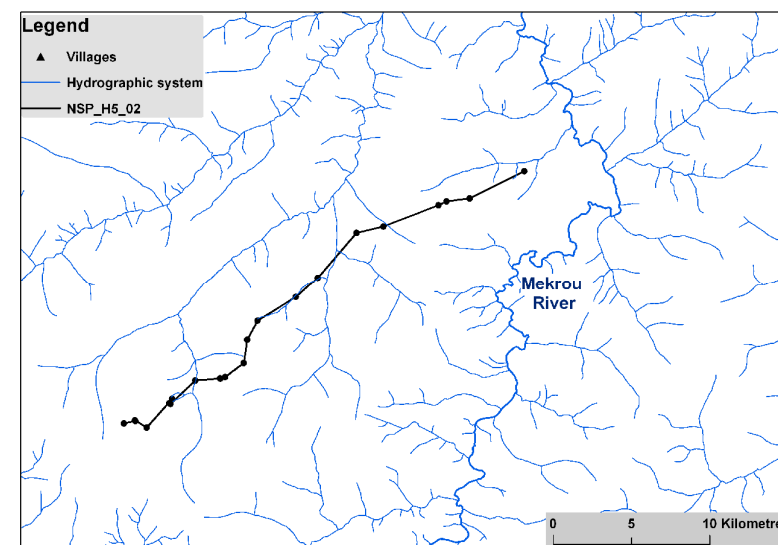 Legend
Villages
Hydrographic system
NSP_H5_02
Mekrou
River
0 5 10 Kilometre